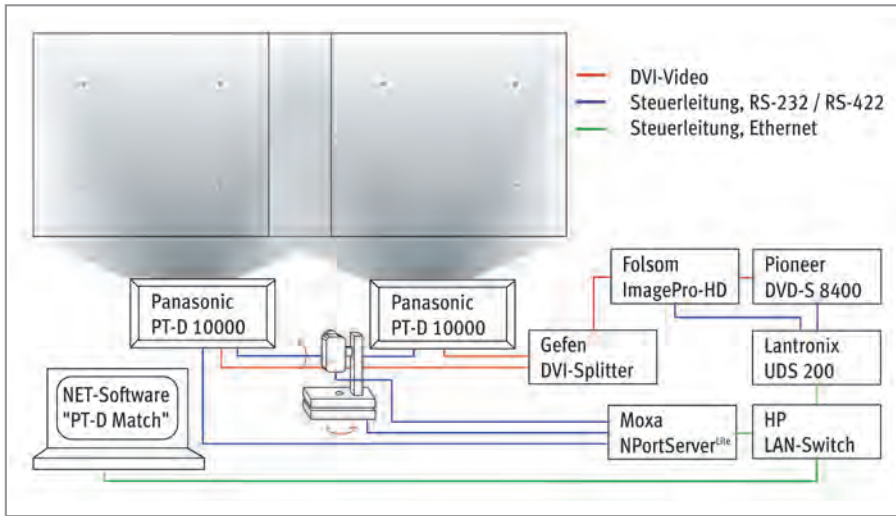 DVI-Video
Steuerleitung, RS-232 / RS-422
Steuerleitung, Ethernet
Folsom
ImagePro-HD
Pioneer
DVD-S 8400
Panasonic
PT-D 10000
Panasonic
PT-D 10000
Gefen
DVI-Splitter
Lantronix
UDS 200
NET-Software
"PT-D Match"
Moxa
NPortServerLite
HP
LAN-Switch